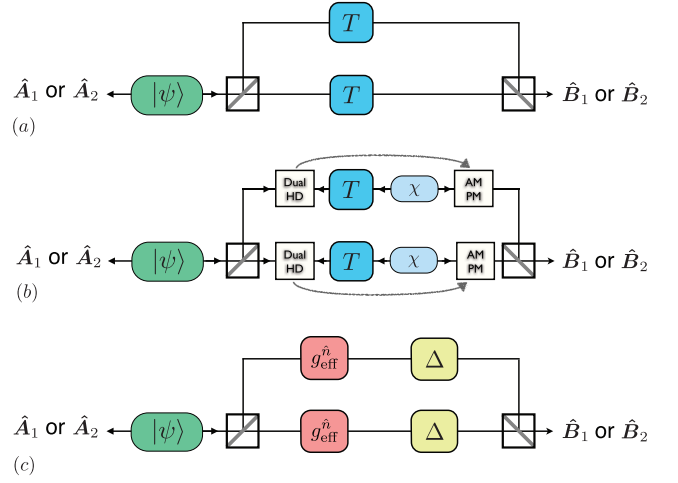 T
Â₁ or Â₂ |ψ⟩ T B̂₁ or B̂₂
(a)
Dual HD T χ AM PM
Â₁ or Â₂ |ψ⟩ Dual HD T χ AM PM B̂₁ or B̂₂
(b)
g_eff^n̂ Δ
Â₁ or Â₂ |ψ⟩ g_eff^n̂ Δ B̂₁ or B̂₂
(c)